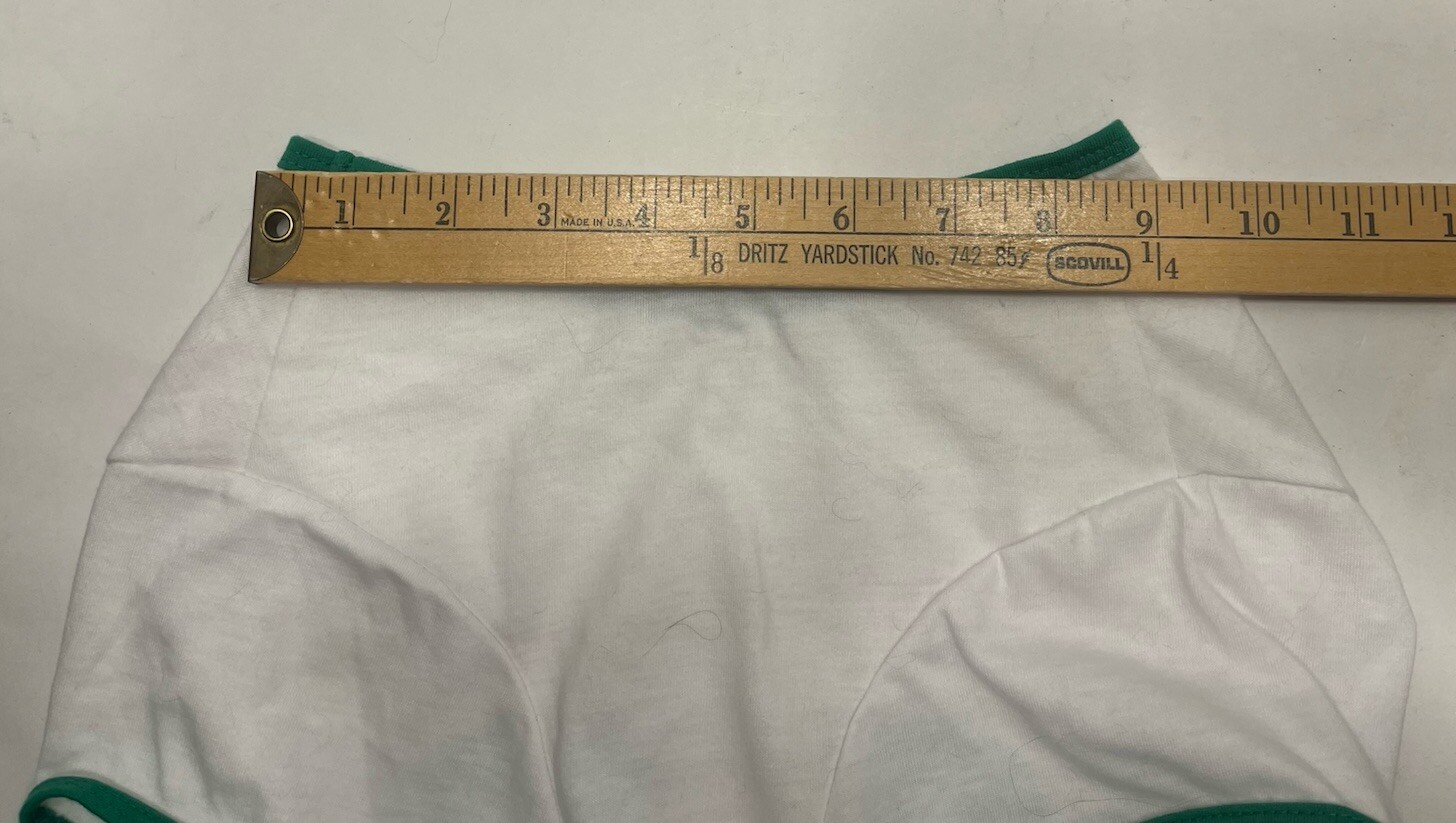 1 2 3 MADE IN U.S.A. 4 5 6 7 8 9 10 11 1
1/8 DRITZ YARDSTICK No. 742 85¢ SCOVILL 1/4